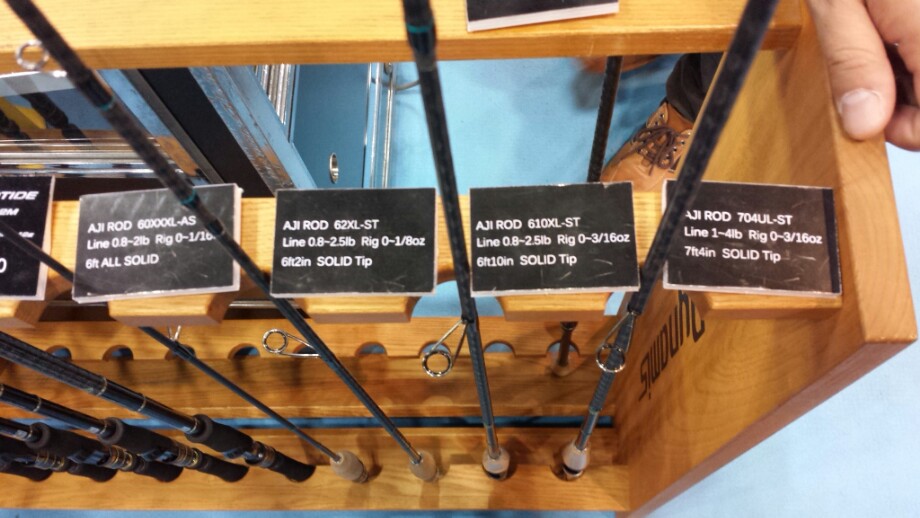 TIDE
AJI ROD 60XXXL-AS
Line 0.8~2lb Rig 0~1/16
6ft ALL SOLID
AJI ROD 62XL-ST
Line 0.8~2.5lb Rig 0~1/8oz
6ft2in SOLID Tip
AJI ROD 610XL-ST
Line 0.8~2.5lb Rig 0~3/16oz
6ft10in SOLID Tip
AJI ROD 704UL-ST
Line 1~4lb Rig 0~3/16oz
7ft4in SOLID Tip